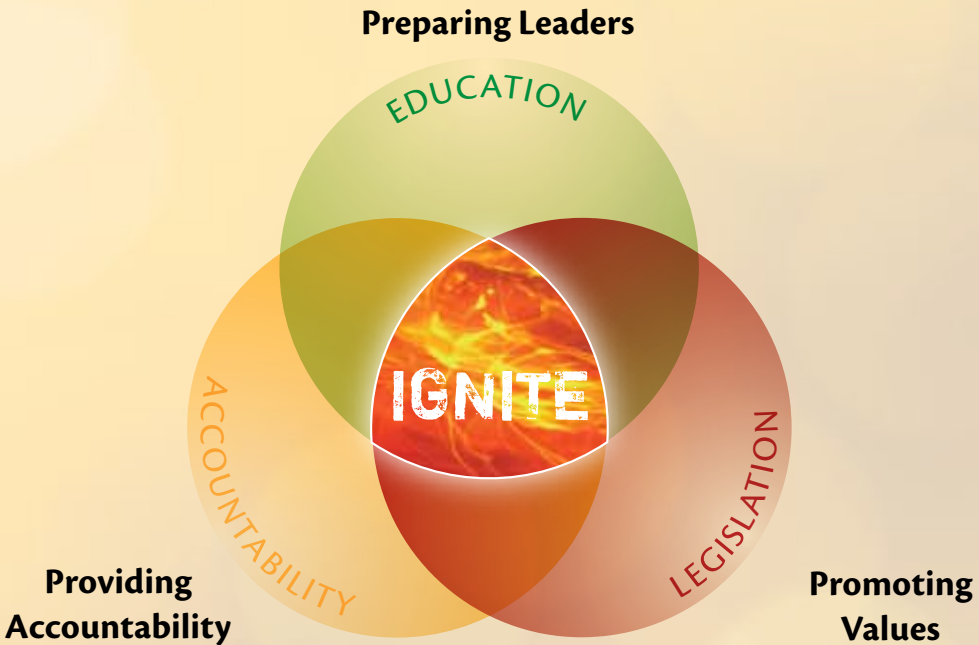 Preparing Leaders
EDUCATION
IGNITE
ACCOUNTABILITY
LEGISLATION
Providing
Accountability
Promoting
Values